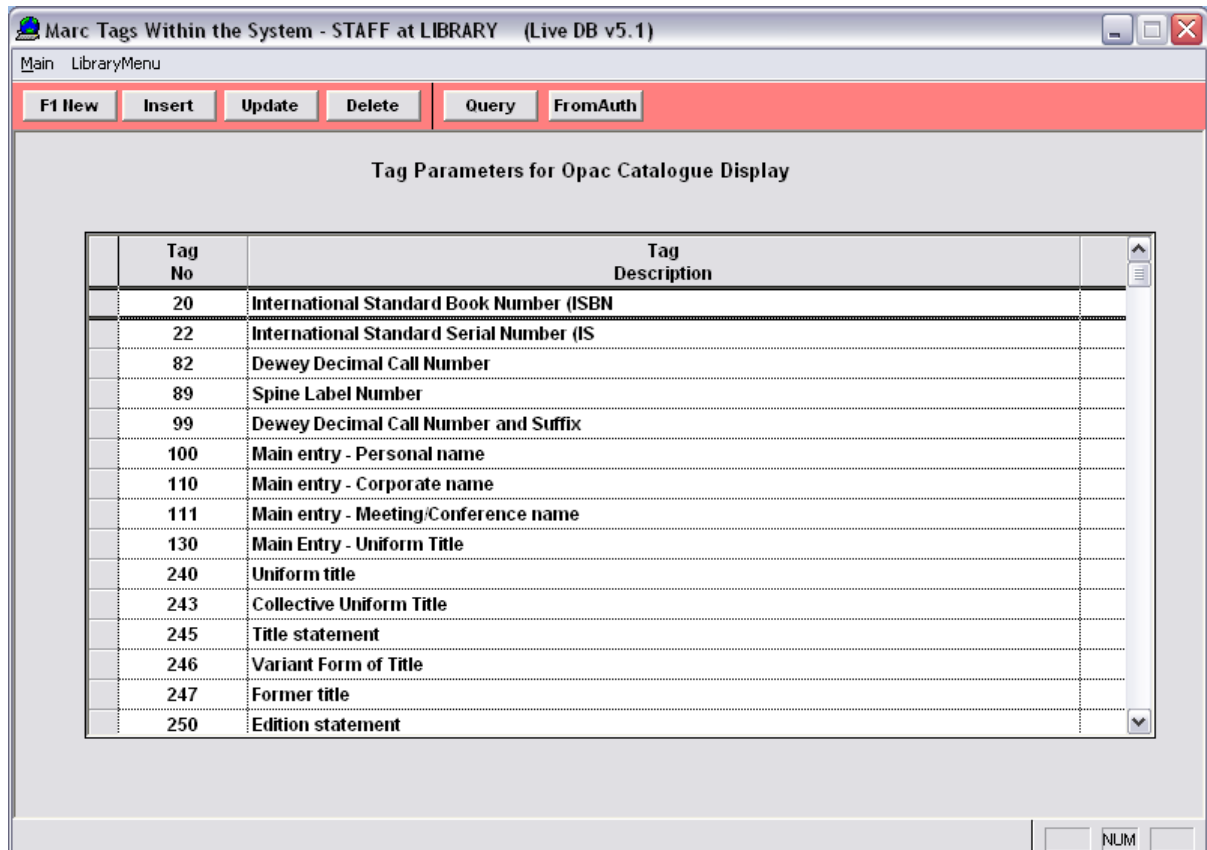 Marc Tags Within the System - STAFF at LIBRARY (Live DB v5.1)
Main LibraryMenu
F1 New Insert Update Delete Query FromAuth
Tag Parameters for Opac Catalogue Display
Tag Tag
No Description
20 International Standard Book Number (ISBN
22 International Standard Serial Number (IS
82 Dewey Decimal Call Number
89 Spine Label Number
99 Dewey Decimal Call Number and Suffix
100 Main entry - Personal name
110 Main entry - Corporate name
111 Main entry - Meeting/Conference name
130 Main Entry - Uniform Title
240 Uniform title
243 Collective Uniform Title
245 Title statement
246 Variant Form of Title
247 Former title
250 Edition statement
NUM